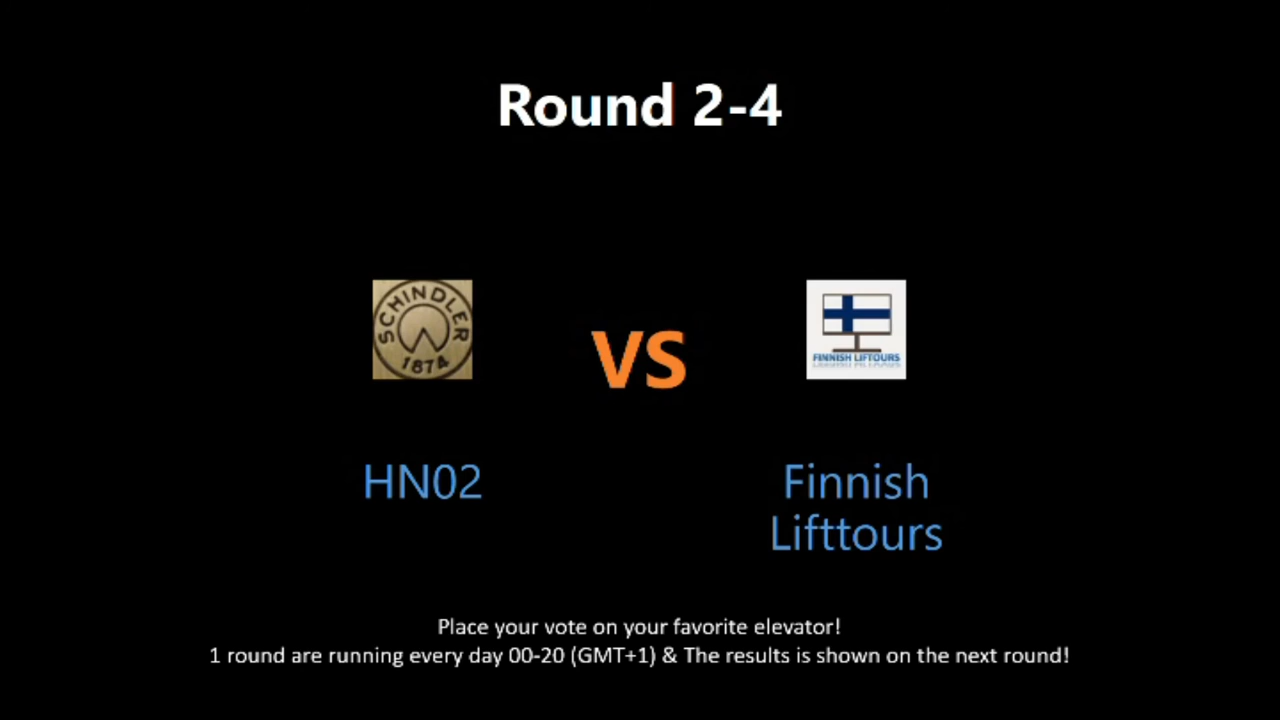 Round 2-4
SCHINDLER
1874
VS
FINNISH LIFTOURS
HN02
Finnish
Lifttours
Place your vote on your favorite elevator!
1 round are running every day 00-20 (GMT+1) & The results is shown on the next round!